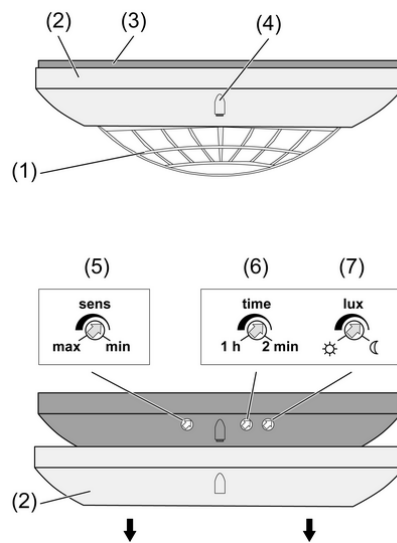 (2) (3) (4)
(1)
(5) (6) (7)
sens time lux
max min 1 h 2 min
(2)